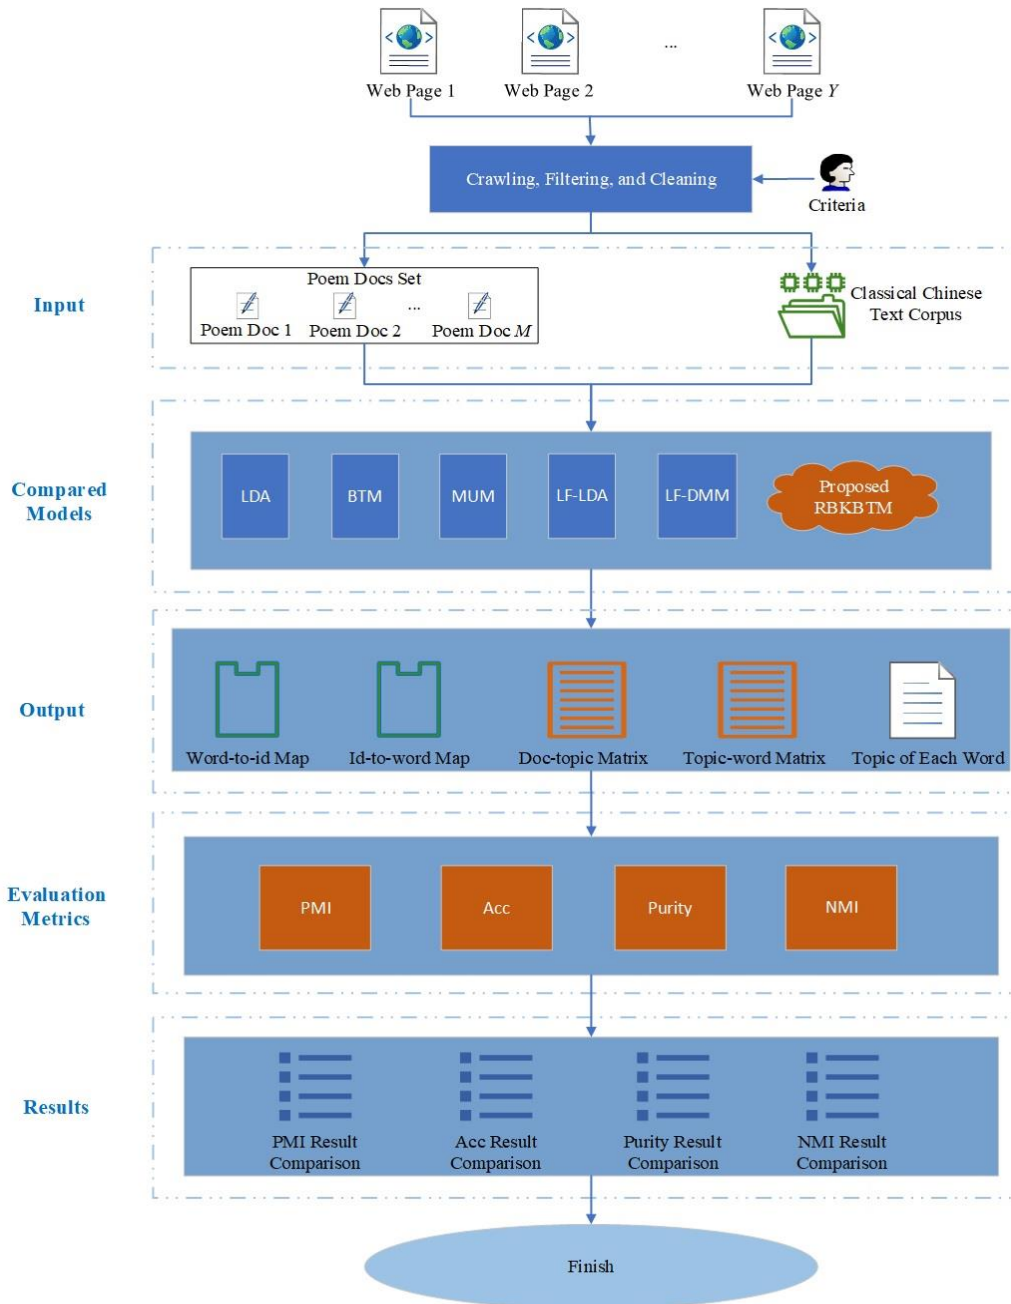 Web Page 1
Web Page 2
...
Web Page Y
Crawling, Filtering, and Cleaning
Criteria
Input
Poem Docs Set
Poem Doc 1
Poem Doc 2
...
Poem Doc M
Classical Chinese
Text Corpus
Compared
Models
LDA
BTM
MUM
LF-LDA
LF-DMM
Proposed
RBKBTM
Output
Word-to-id Map
Id-to-word Map
Doc-topic Matrix
Topic-word Matrix
Topic of Each Word
Evaluation
Metrics
PMI
Acc
Purity
NMI
Results
PMI Result
Comparison
Acc Result
Comparison
Purity Result
Comparison
NMI Result
Comparison
Finish